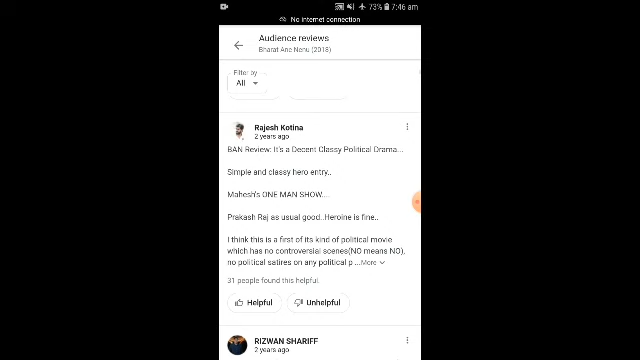 73% 7:46 am
No internet connection
Audience reviews
Bharat Ane Nenu (2018)
Filter by
All
Rajesh Kotina
2 years ago
BAN Review: It's a Decent Classy Political Drama...
Simple and classy hero entry..
Mahesh's ONE MAN SHOW....
Prakash Raj as usual good..Heroine is fine..
I think this is a first of its kind of political movie
which has no controversial scenes(NO means NO),
no political satires on any political p ...More
31 people found this helpful
Helpful
Unhelpful
RIZWAN SHARIFF
2 years ago